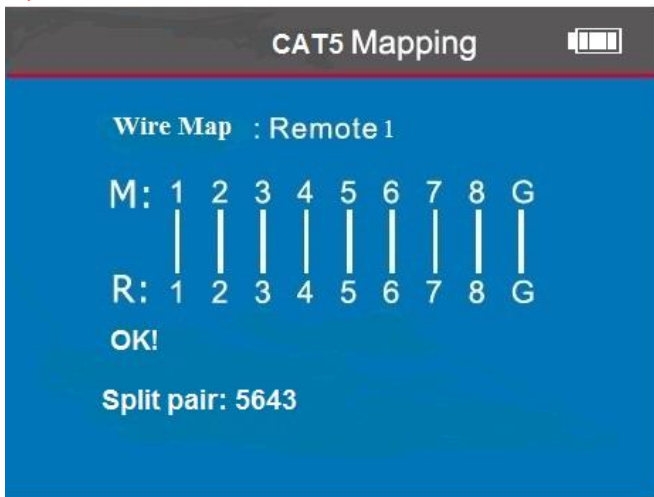 CAT5 Mapping
Wire Map : Remote 1
M: 1 2 3 4 5 6 7 8 G
R: 1 2 3 4 5 6 7 8 G
OK!
Split pair: 5643